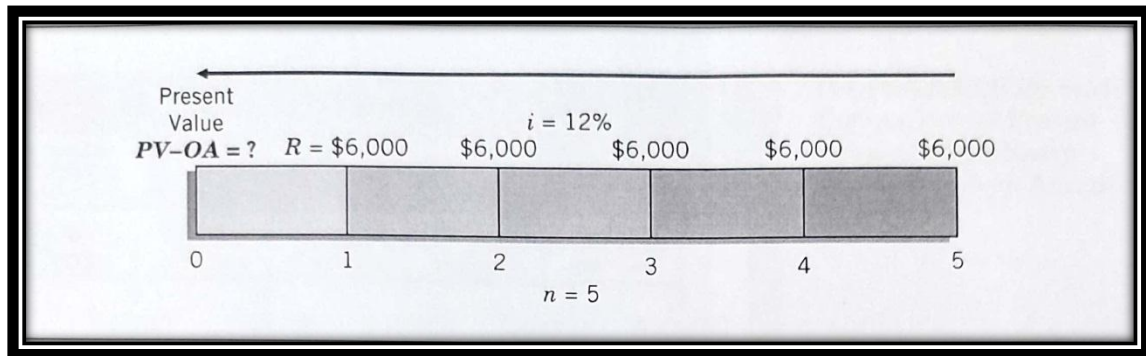 Present
Value
i = 12%
PV–OA = ? R = $6,000 $6,000 $6,000 $6,000 $6,000
0 1 2 3 4 5
n = 5